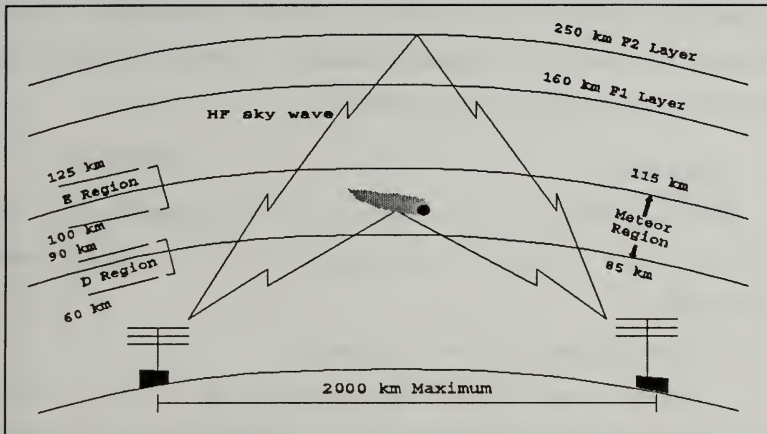 250 km F2 Layer
160 km F1 Layer
HF sky wave
125 km
E Region
100 km
90 km
D Region
60 km
115 km
Meteor
Region
85 km
2000 km Maximum